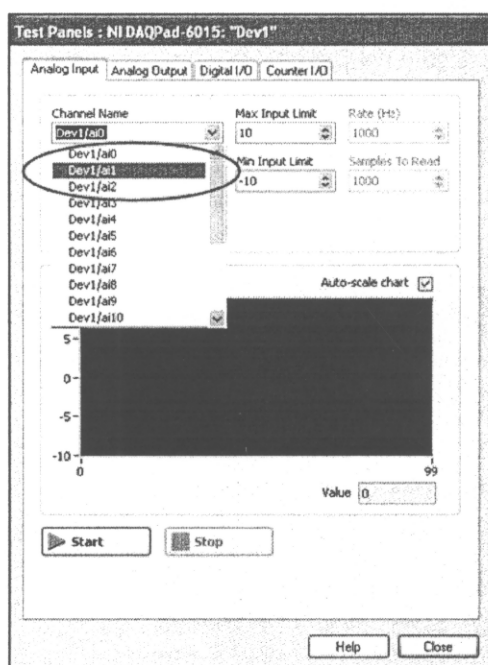 Test Panels : NI DAQPad-6015: "Dev1"
Analog Input Analog Output Digital I/O Counter I/O
Channel Name Max Input Limit Rate (Hz)
Dev1/ai0 10 1000
Dev1/ai0
Dev1/ai1 Min Input Limit Samples To Read
Dev1/ai2 -10 1000
Dev1/ai3
Dev1/ai4
Dev1/ai5
Dev1/ai6
Dev1/ai7
Dev1/ai8 Auto-scale chart
Dev1/ai9
Dev1/ai10
5-
0-
-5-
-10-
0 99
Value 0
Start Stop
Help Close